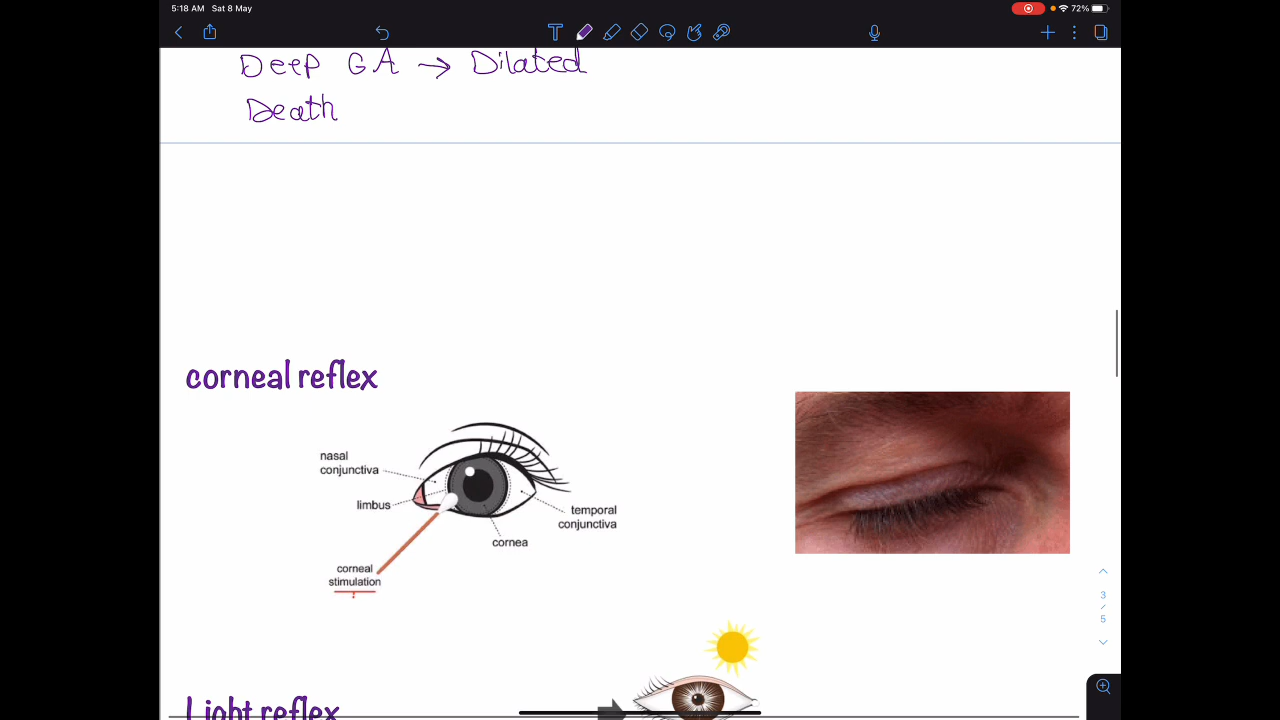 5:18 AM Sat 8 May
72%
T
Deep GA → Dilated
Death
corneal reflex
nasal
conjunctiva
limbus
temporal
conjunctiva
cornea
corneal
stimulation
3
/
5
Light reflex